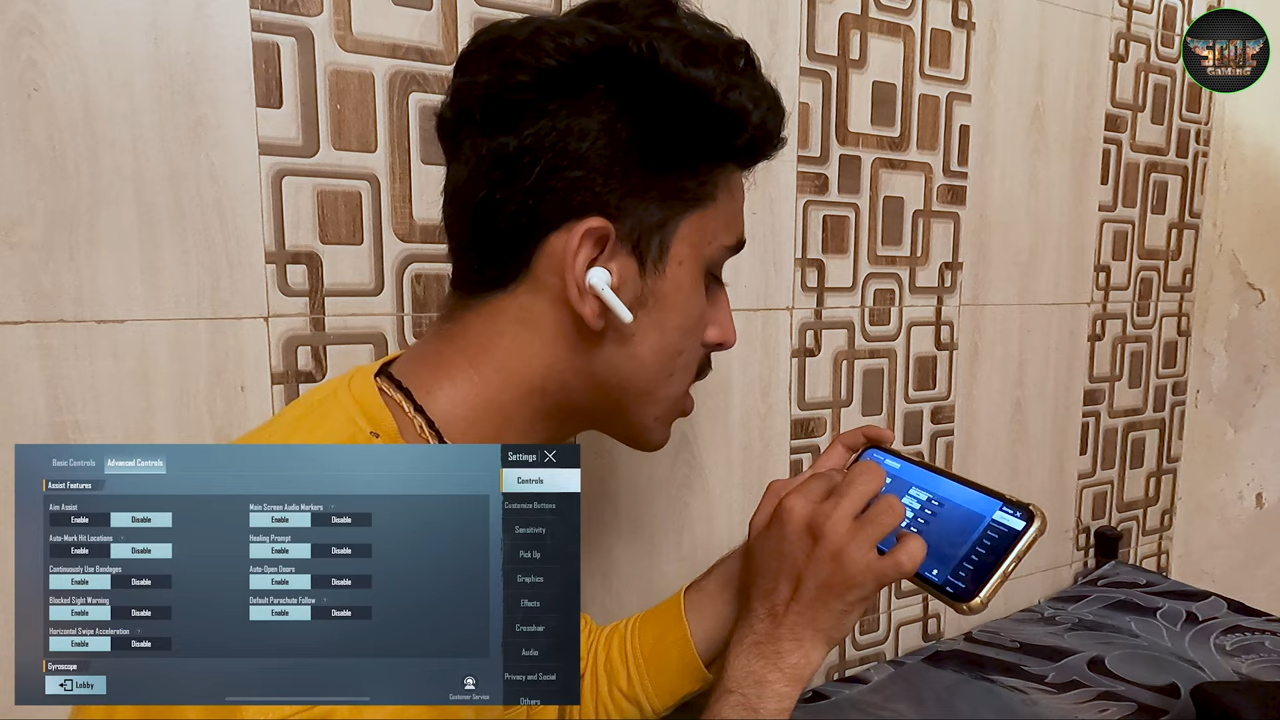 SOUL
GaMinG
Basic Controls Advanced Controls
Settings
Controls
Customize Buttons
Sensitivity
Pick Up
Graphics
Effects
Crosshair
Audio
Privacy and Social
Others
Assist Features
Aim Assist
Enable Disable
Main Screen Audio Markers ?
Enable Disable
Auto-Mark Hit Locations ?
Enable Disable
Healing Prompt
Enable Disable
Continuously Use Bandages
Enable Disable
Auto-Open Doors
Enable Disable
Blocked Sight Warning
Enable Disable
Default Parachute Follow ?
Enable Disable
Horizontal Swipe Acceleration ?
Enable Disable
Gyroscope
Lobby
Customer Service